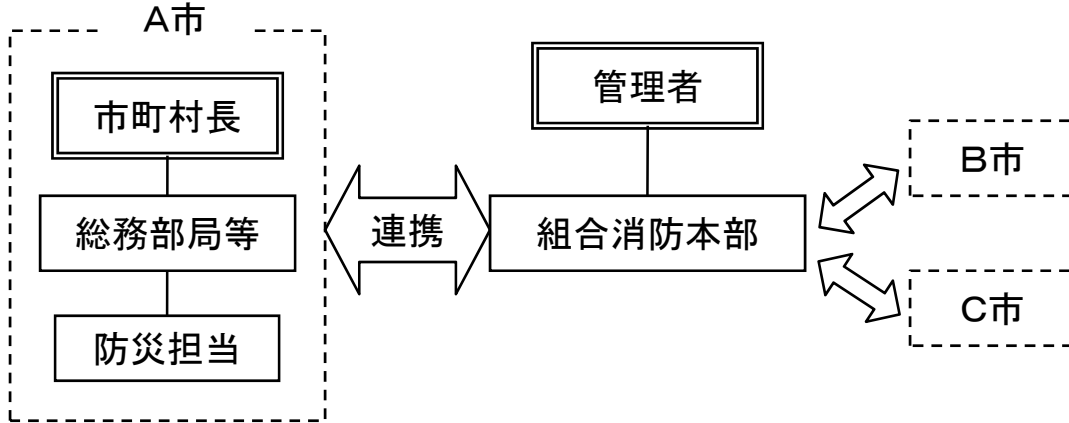 A市
市町村長
総務部局等
防災担当
連携
管理者
組合消防本部
B市
C市